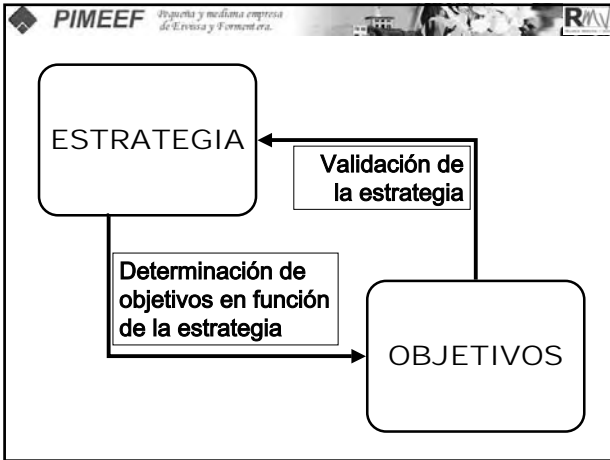 PIMEEF
Pequeña y mediana empresa
de Eivissa y Formentera.
RMV
ESTRATEGIA
Validación de
la estrategia
Determinación de
objetivos en función
de la estrategia
OBJETIVOS